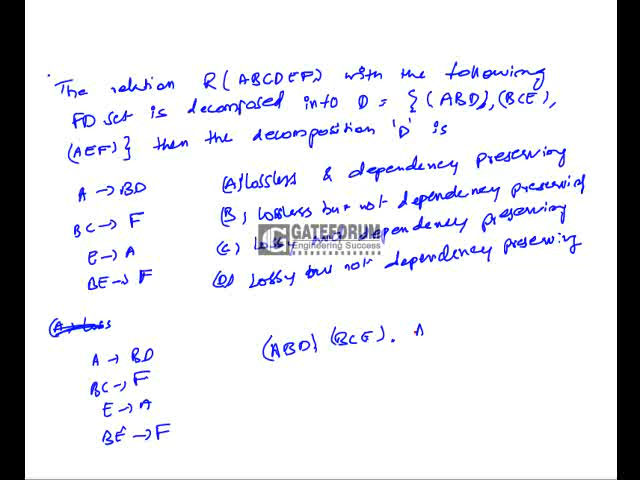 The relation R(ABCDEF) with the following
FD set is decomposed into D = {(ABD), (BCE),
(AEF)} then the decomposition 'D' is
A → BD (A) lossless & dependency preserving
BC → F (B) lossless but not dependency preserving
E → A (C) lossy dependency preserving
BE → F (D) lossy but not dependency preserving
GATEFORUM
Engineering Success
A → BD
BC → F
E → A
BE → F
(ABD) (BCE). A